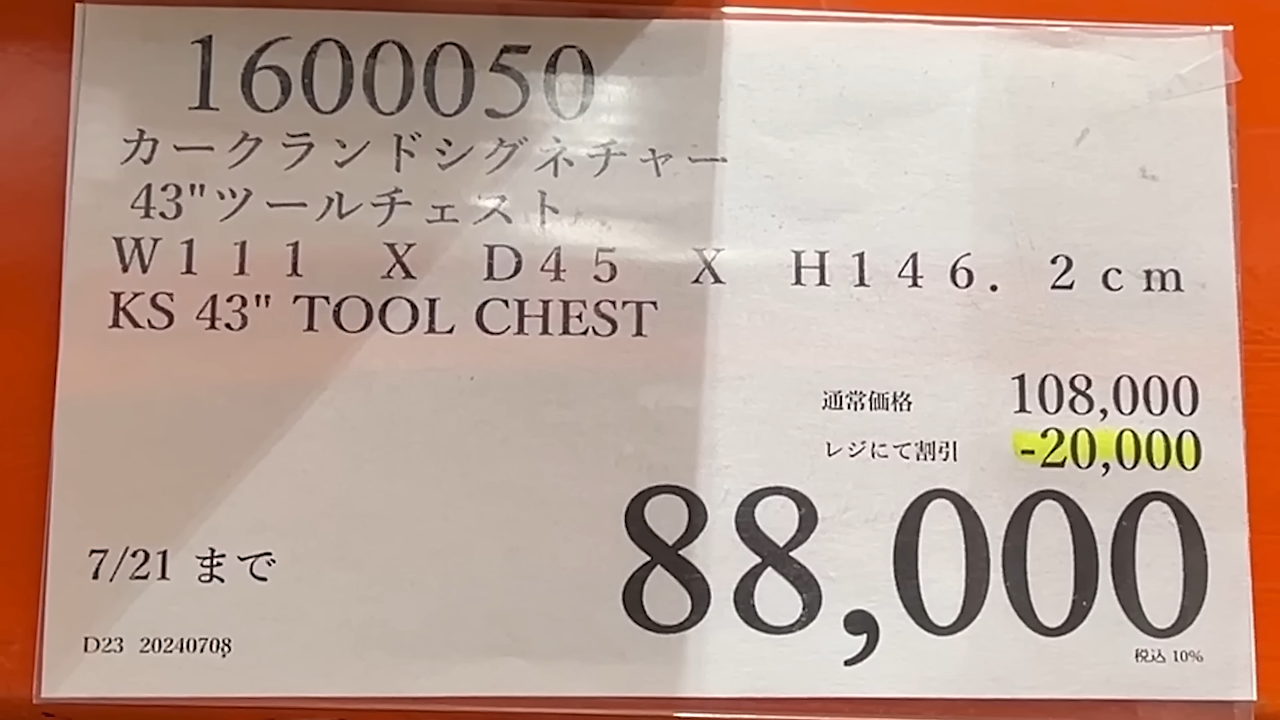 1600050
カークランドシグネチャー
43"ツールチェスト
W111 X D45 X H146.2cm
KS 43" TOOL CHEST
通常価格 108,000
レジにて割引 -20,000
88,000
7/21 まで
税込 10%
D23 20240708